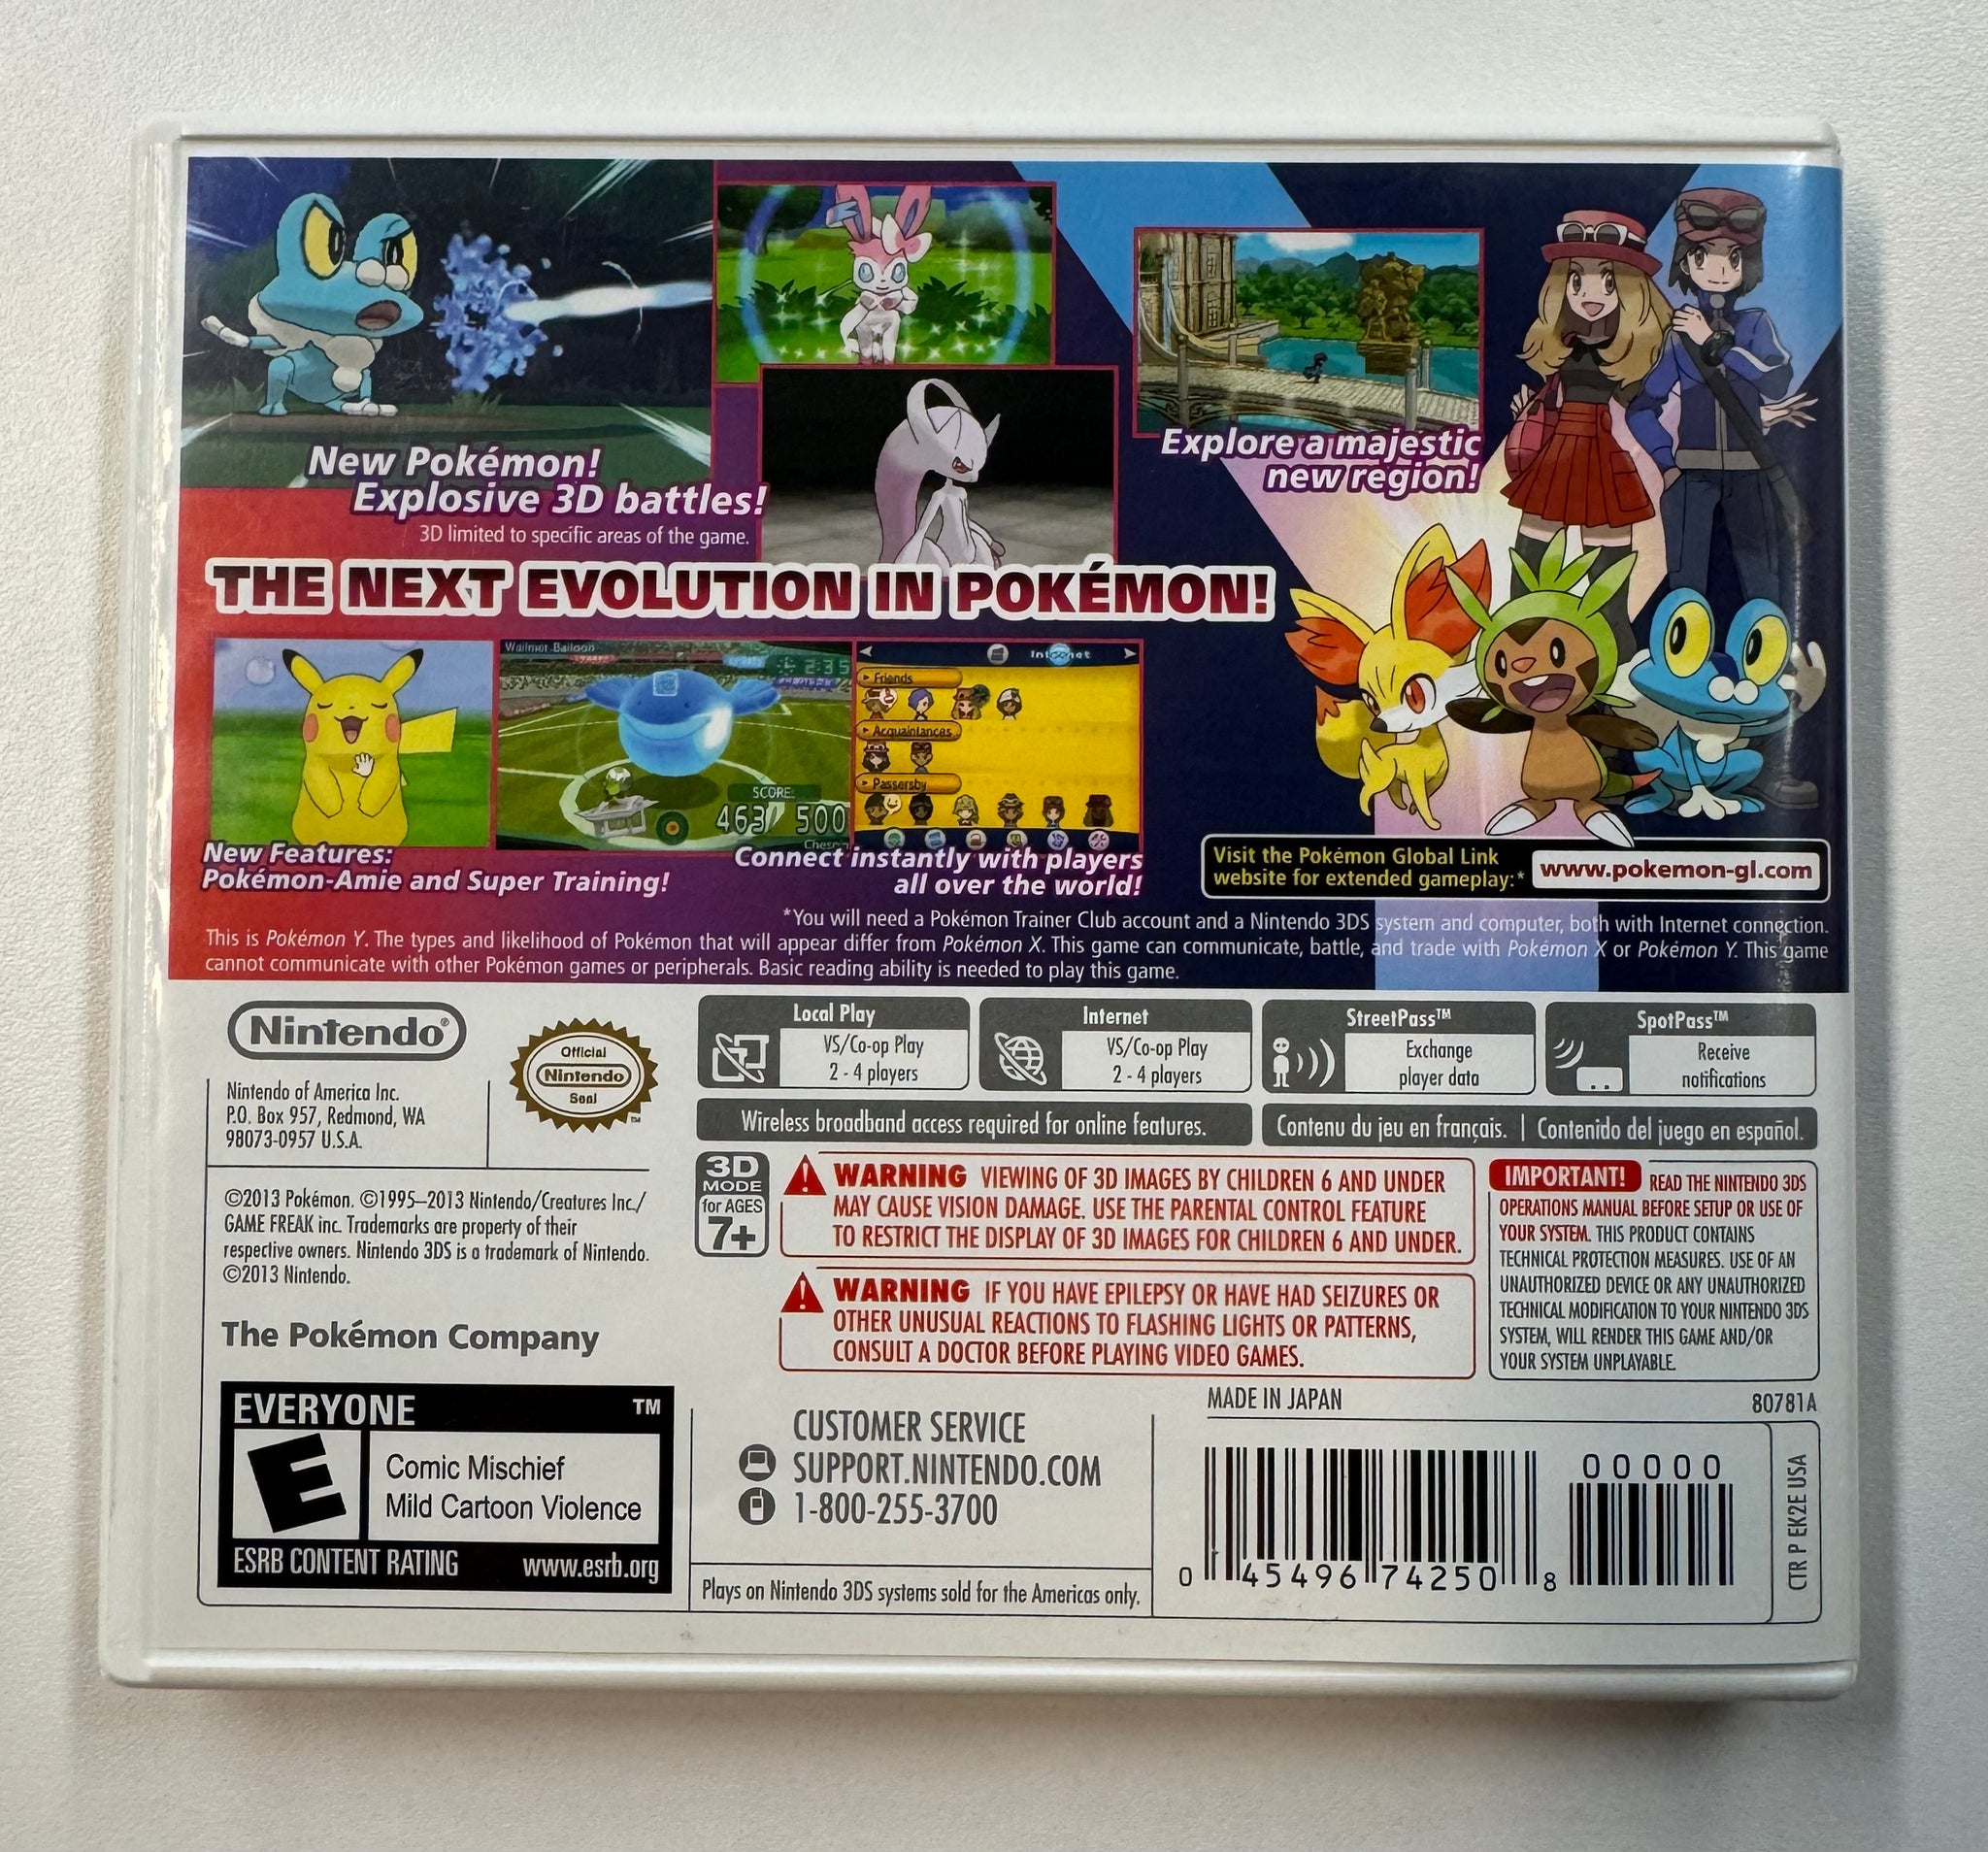 New Pokémon!
Explosive 3D battles!
3D limited to specific areas of the game.
Explore a majestic
new region!
THE NEXT EVOLUTION IN POKÉMON!
Wailmer Balloon
2:35
SCORE:
463/500
Internet
Friends
Acquaintances
Passersby
New Features:
Pokémon-Amie and Super Training!
Connect instantly with players
all over the world!
Visit the Pokémon Global Link
website for extended gameplay:*
www.pokemon-gl.com
*You will need a Pokémon Trainer Club account and a Nintendo 3DS system and computer, both with Internet connection.
This is Pokémon Y. The types and likelihood of Pokémon that will appear differ from Pokémon X. This game can communicate, battle, and trade with Pokémon X or Pokémon Y. This game
cannot communicate with other Pokémon games or peripherals. Basic reading ability is needed to play this game.
Nintendo®
Official
Nintendo
Seal
™
Nintendo of America Inc.
P.O. Box 957, Redmond, WA
98073-0957 U.S.A.
Local Play
VS/Co-op Play
2 - 4 players
Internet
VS/Co-op Play
2 - 4 players
StreetPass™
Exchange
player data
SpotPass™
Receive
notifications
Wireless broadband access required for online features.
Contenu du jeu en français. | Contenido del juego en español.
©2013 Pokémon. ©1995–2013 Nintendo/Creatures Inc./
GAME FREAK inc. Trademarks are property of their
respective owners. Nintendo 3DS is a trademark of Nintendo.
©2013 Nintendo.
The Pokémon Company
3D
MODE
for AGES
7+
WARNING VIEWING OF 3D IMAGES BY CHILDREN 6 AND UNDER
MAY CAUSE VISION DAMAGE. USE THE PARENTAL CONTROL FEATURE
TO RESTRICT THE DISPLAY OF 3D IMAGES FOR CHILDREN 6 AND UNDER.
WARNING IF YOU HAVE EPILEPSY OR HAVE HAD SEIZURES OR
OTHER UNUSUAL REACTIONS TO FLASHING LIGHTS OR PATTERNS,
CONSULT A DOCTOR BEFORE PLAYING VIDEO GAMES.
IMPORTANT! READ THE NINTENDO 3DS
OPERATIONS MANUAL BEFORE SETUP OR USE OF
YOUR SYSTEM. THIS PRODUCT CONTAINS
TECHNICAL PROTECTION MEASURES. USE OF AN
UNAUTHORIZED DEVICE OR ANY UNAUTHORIZED
TECHNICAL MODIFICATION TO YOUR NINTENDO 3DS
SYSTEM, WILL RENDER THIS GAME AND/OR
YOUR SYSTEM UNPLAYABLE.
EVERYONE ™
E
Comic Mischief
Mild Cartoon Violence
ESRB CONTENT RATING www.esrb.org
CUSTOMER SERVICE
SUPPORT.NINTENDO.COM
1-800-255-3700
Plays on Nintendo 3DS systems sold for the Americas only.
MADE IN JAPAN
80781A
00000
0 45496 74250 8
CTR P EK2E USA